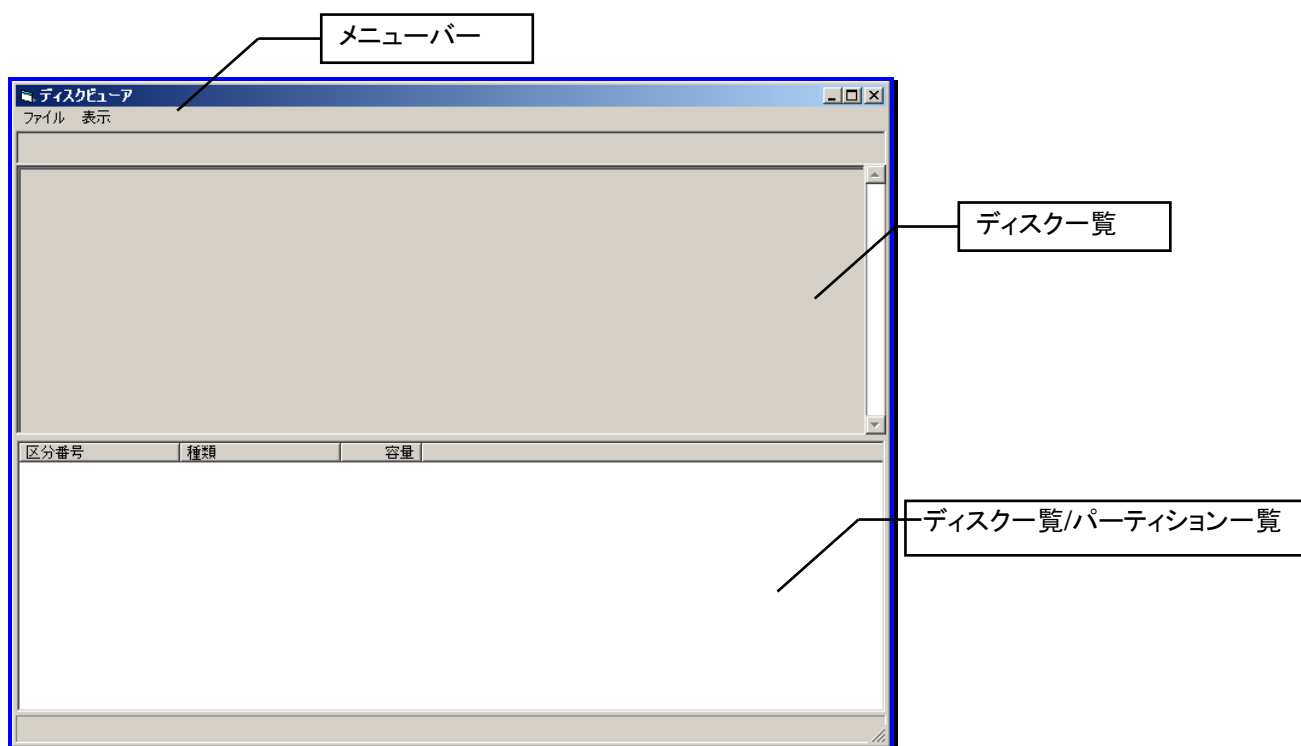 メニューバー
ディスクビューア
ファイル 表示
ディスク一覧
区分番号 種類 容量
ディスク一覧/パーティション一覧